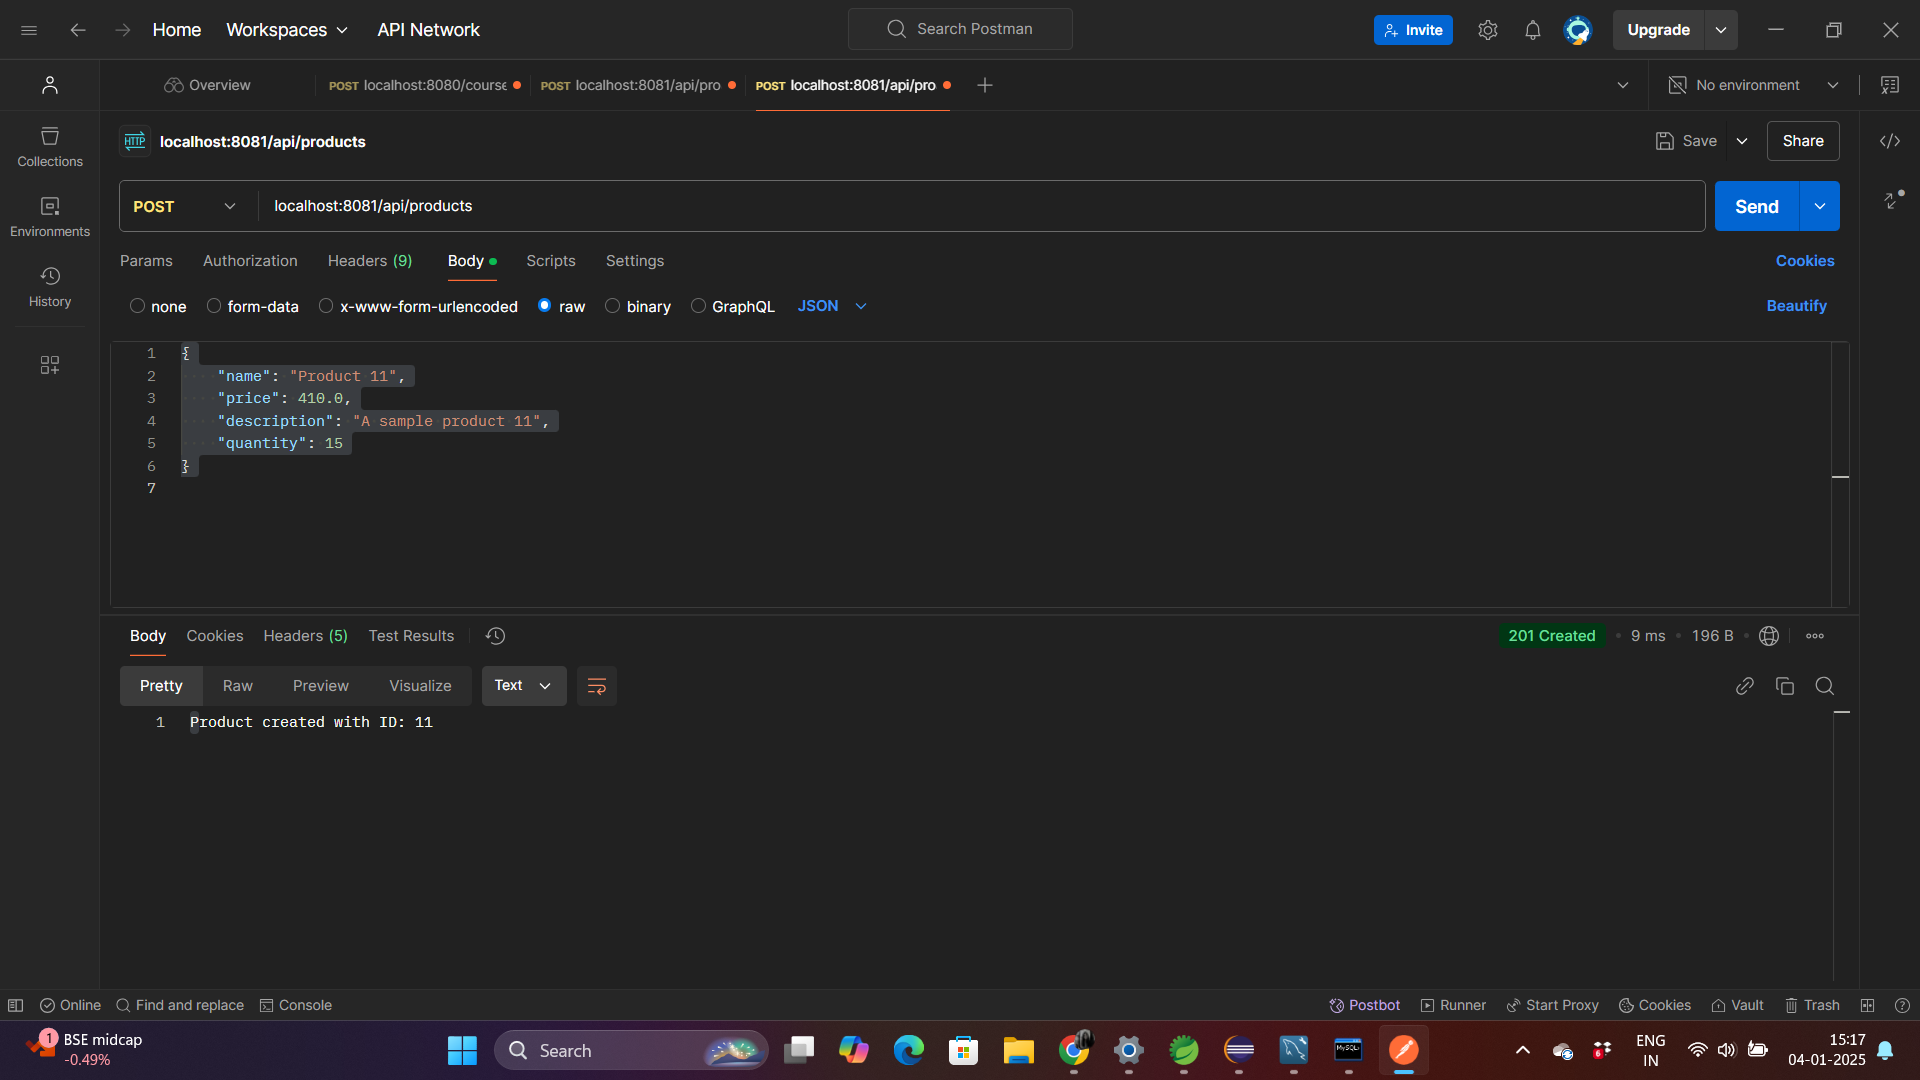 Home Workspaces API Network Search Postman Invite Upgrade
Overview POST localhost:8080/course POST localhost:8081/api/pro POST localhost:8081/api/pro No environment
HTTP localhost:8081/api/products Save Share
Collections
POST localhost:8081/api/products Send
Environments
Params Authorization Headers (9) Body Scripts Settings Cookies
History
none form-data x-www-form-urlencoded raw binary GraphQL JSON Beautify
1 {
2 "name": "Product 11",
3 "price": 410.0,
4 "description": "A sample product 11",
5 "quantity": 15
6 }
7
Body Cookies Headers (5) Test Results 201 Created 9 ms 196 B
Pretty Raw Preview Visualize Text
1 Product created with ID: 11
Online Find and replace Console Postbot Runner Start Proxy Cookies Vault Trash
1 BSE midcap
-0.49%
Search
MySQL
6
ENG
IN
15:17
04-01-2025